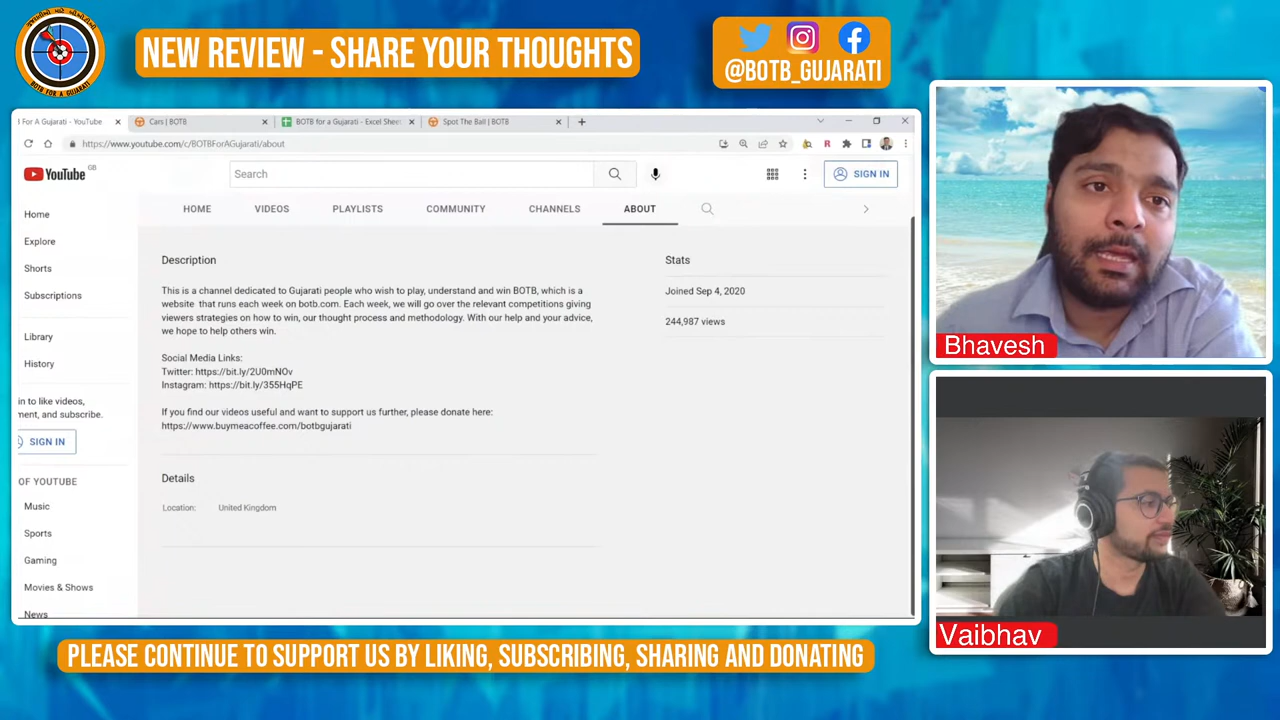 BOTB FOR A GUJARATI
NEW REVIEW - SHARE YOUR THOUGHTS
@BOTB_GUJARATI
For A Gujarati - YouTube
Cars | BOTB
BOTB for a Gujarati - Excel Shee
Spot The Ball | BOTB
https://www.youtube.com/c/BOTBForAGujarati/about
YouTube GB
Search
SIGN IN
HOME
VIDEOS
PLAYLISTS
COMMUNITY
CHANNELS
ABOUT
Home
Explore
Shorts
Subscriptions
Library
History
in to like videos,
ment, and subscribe.
SIGN IN
OF YOUTUBE
Music
Sports
Gaming
Movies & Shows
News
Description
This is a channel dedicated to Gujarati people who wish to play, understand and win BOTB, which is a
website that runs each week on botb.com. Each week, we will go over the relevant competitions giving
viewers strategies on how to win, our thought process and methodology. With our help and your advice,
we hope to help others win.
Social Media Links:
Twitter: https://bit.ly/2U0mNOv
Instagram: https://bit.ly/355HqPE
If you find our videos useful and want to support us further, please donate here:
https://www.buymeacoffee.com/botbgujarati
Details
Location: United Kingdom
Stats
Joined Sep 4, 2020
244,987 views
Bhavesh
Vaibhav
PLEASE CONTINUE TO SUPPORT US BY LIKING, SUBSCRIBING, SHARING AND DONATING